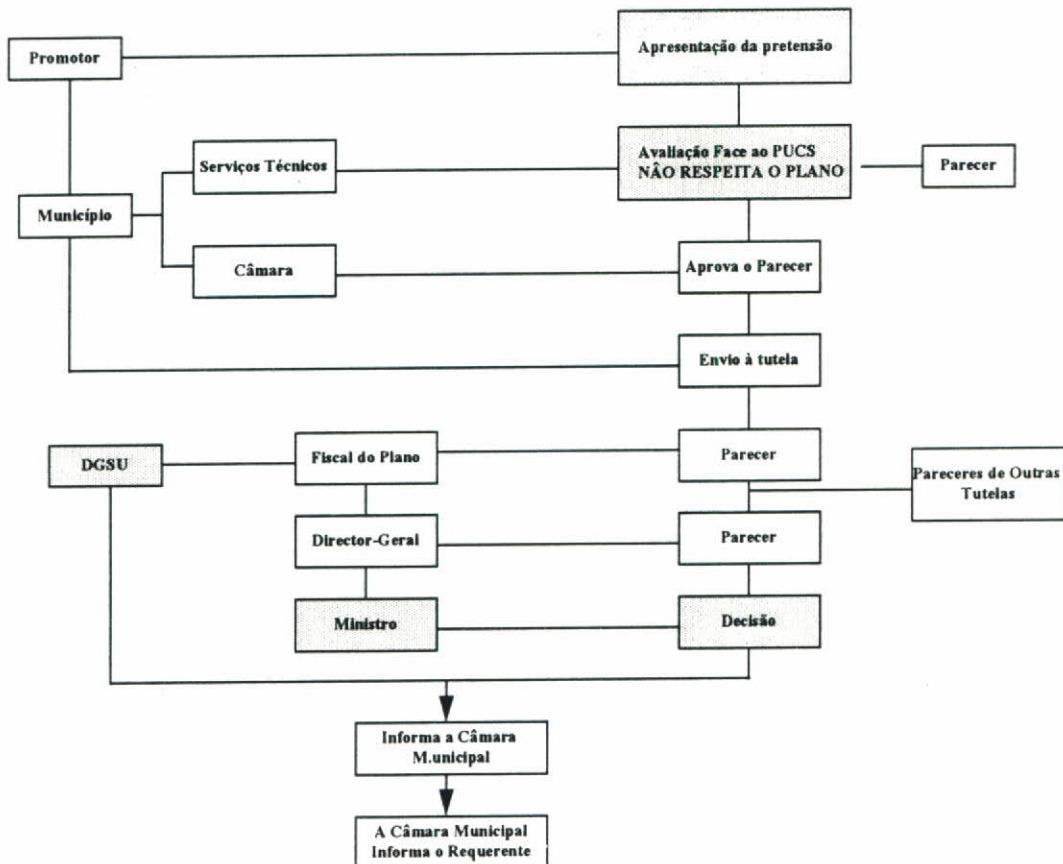 Promotor
Apresentação da pretensão
Serviços Técnicos
Avaliação Face ao PUCS
NÃO RESPEITA O PLANO
Parecer
Município
Câmara
Aprova o Parecer
Envio à tutela
DGSU
Fiscal do Plano
Parecer
Pareceres de Outras
Tutelas
Director-Geral
Parecer
Ministro
Decisão
Informa a Câmara
M.unicipal
A Câmara Municipal
Informa o Requerente